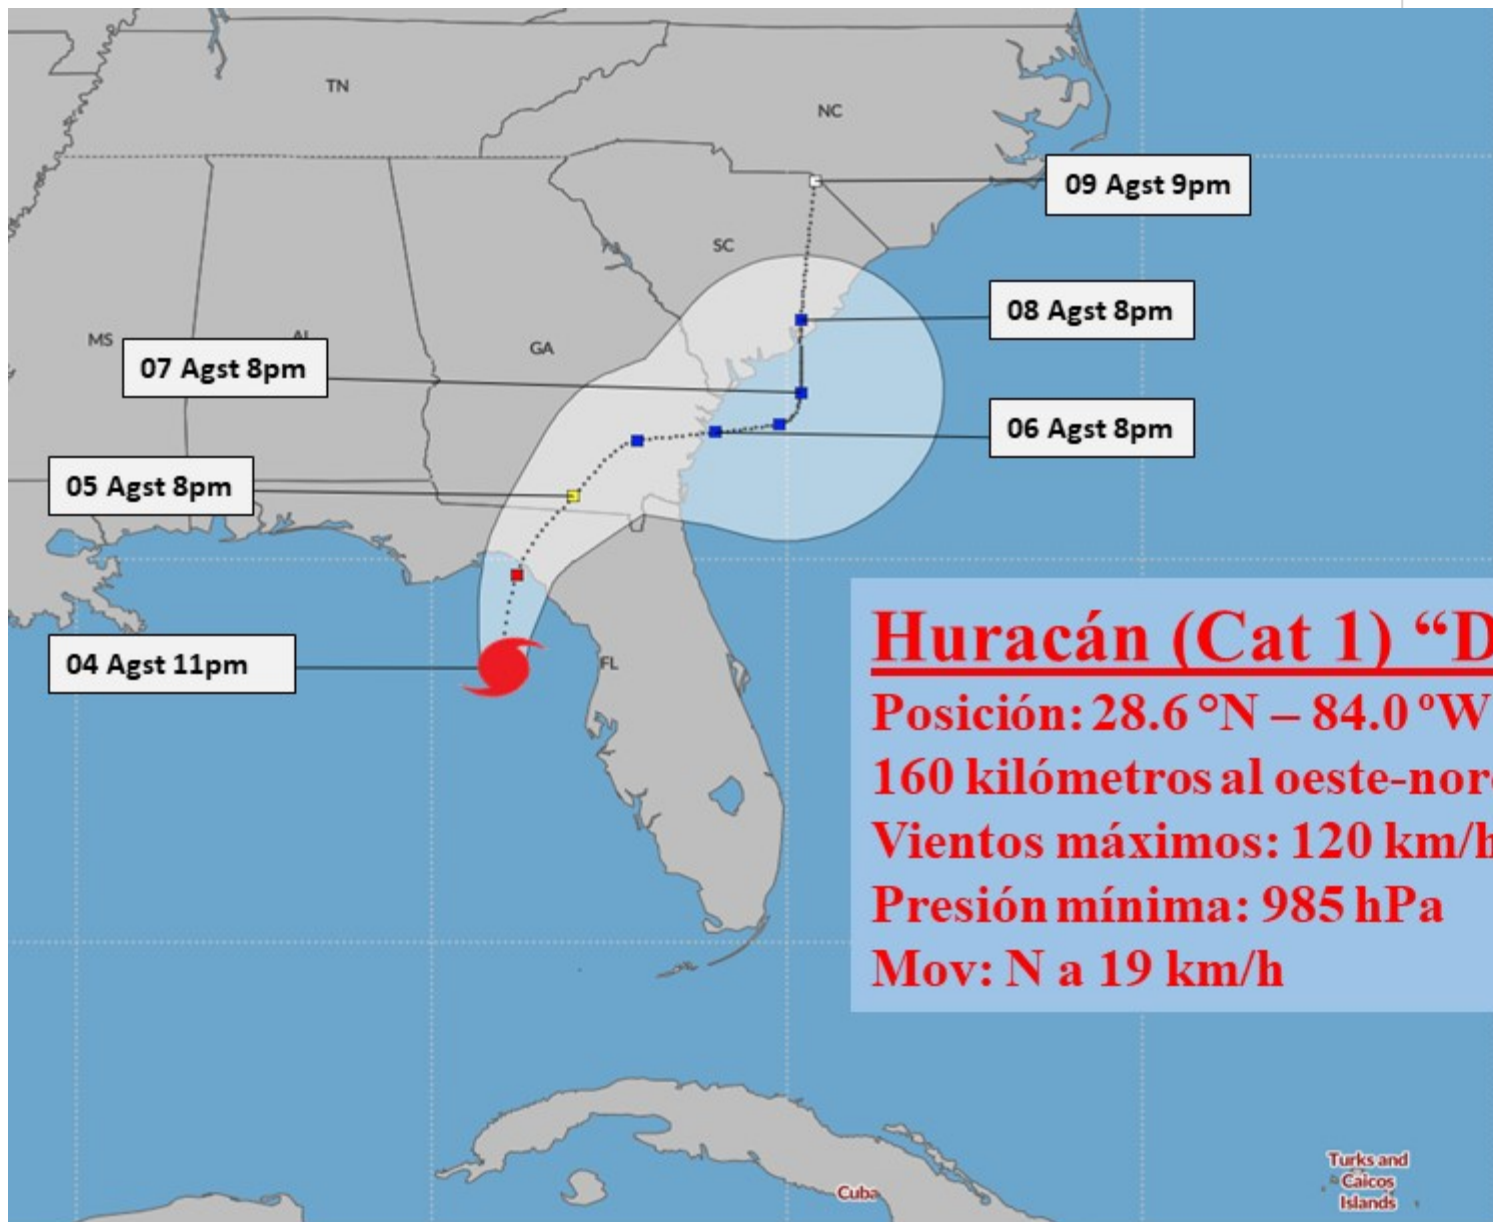 TN
NC
09 Agst 9pm
SC
08 Agst 8pm
MS
GA
07 Agst 8pm
06 Agst 8pm
05 Agst 8pm
04 Agst 11pm
FL
Huracán (Cat 1) “D
Posición: 28.6 °N – 84.0 °W
160 kilómetros al oeste-nor
Vientos máximos: 120 km/h
Presión mínima: 985 hPa
Mov: N a 19 km/h
Cuba
Turks and
Caicos
Islands